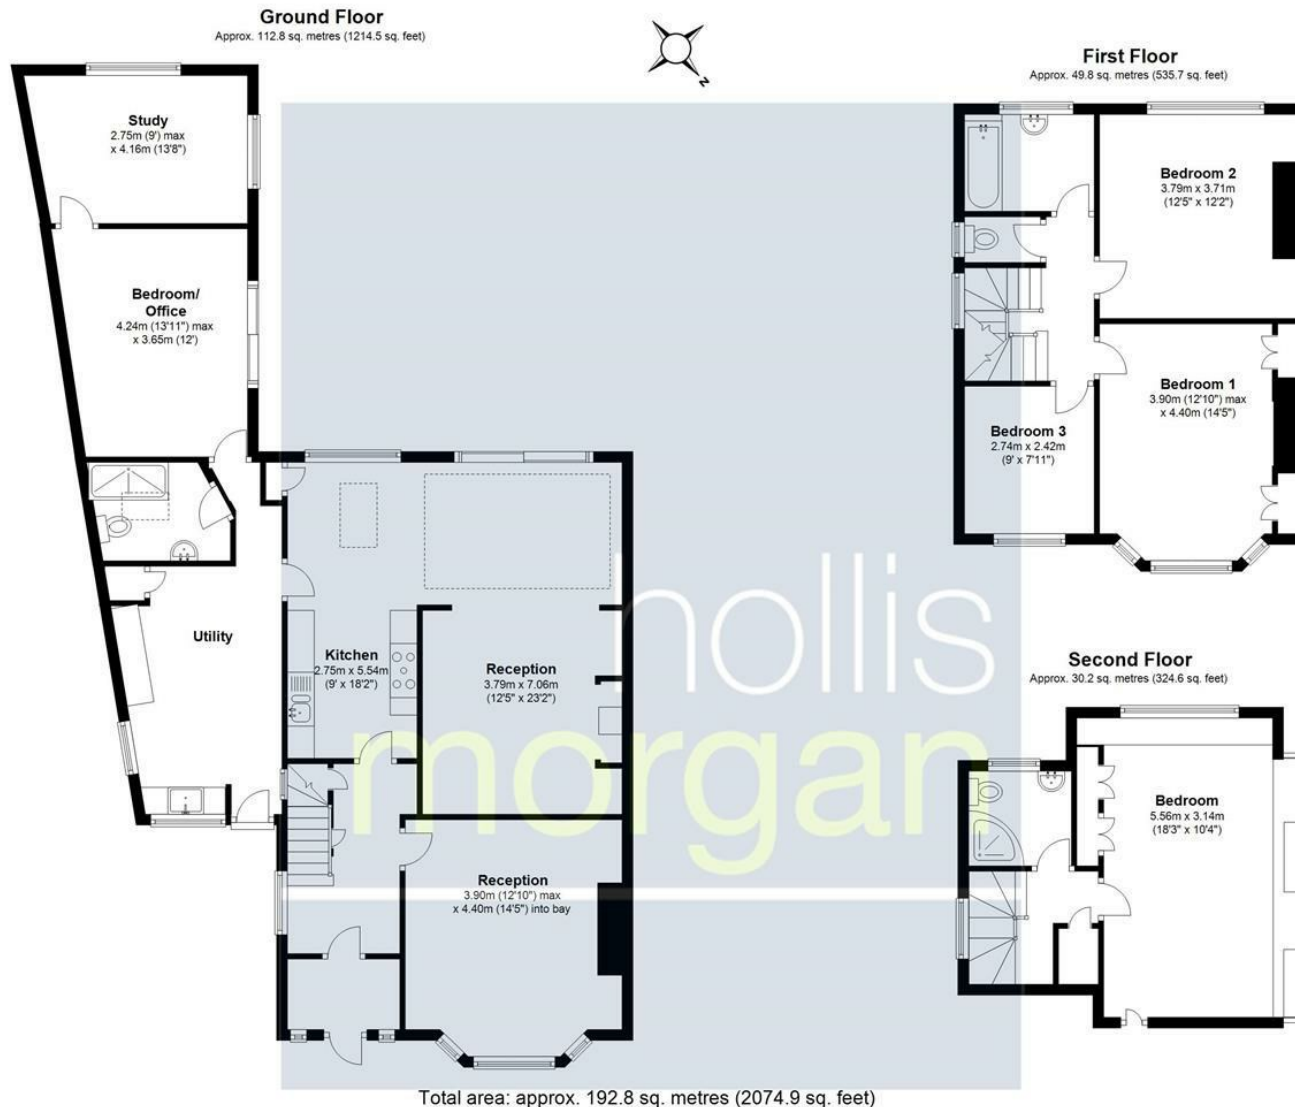 Ground Floor
Approx. 112.8 sq. metres (1214.5 sq. feet)
Study
2.75m (9') max
x 4.16m (13'8")
Bedroom/
Office
4.24m (13'11") max
x 3.65m (12')
Utility
Kitchen
2.75m x 5.54m
(9' x 18'2")
Reception
3.79m x 7.06m
(12'5" x 23'2")
Reception
3.90m (12'10") max
x 4.40m (14'5") into bay
N
First Floor
Approx. 49.8 sq. metres (535.7 sq. feet)
Bedroom 2
3.79m x 3.71m
(12'5" x 12'2")
Bedroom 1
3.90m (12'10") max
x 4.40m (14'5")
Bedroom 3
2.74m x 2.42m
(9' x 7'11")
Second Floor
Approx. 30.2 sq. metres (324.6 sq. feet)
Bedroom
5.56m x 3.14m
(18'3" x 10'4")
hollis
morgan
Total area: approx. 192.8 sq. metres (2074.9 sq. feet)